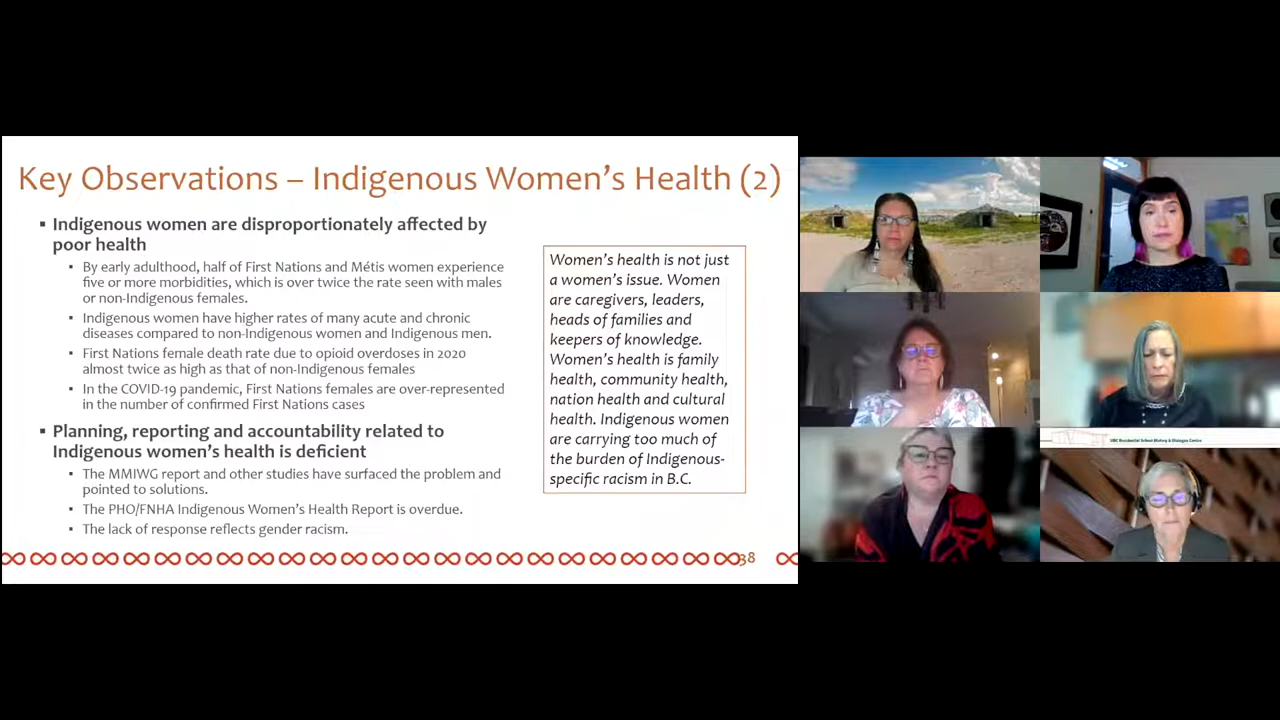 Key Observations – Indigenous Women's Health (2)
▪ Indigenous women are disproportionately affected by
poor health
▪ By early adulthood, half of First Nations and Métis women experience
five or more morbidities, which is over twice the rate seen with males
or non-Indigenous females.
▪ Indigenous women have higher rates of many acute and chronic
diseases compared to non-Indigenous women and Indigenous men.
▪ First Nations female death rate due to opioid overdoses in 2020
almost twice as high as that of non-Indigenous females
▪ In the COVID-19 pandemic, First Nations females are over-represented
in the number of confirmed First Nations cases
▪ Planning, reporting and accountability related to
Indigenous women's health is deficient
▪ The MMIWG report and other studies have surfaced the problem and
pointed to solutions.
▪ The PHO/FNHA Indigenous Women's Health Report is overdue.
▪ The lack of response reflects gender racism.
Women's health is not just
a women's issue. Women
are caregivers, leaders,
heads of families and
keepers of knowledge.
Women's health is family
health, community health,
nation health and cultural
health. Indigenous women
are carrying too much of
the burden of Indigenous-
specific racism in B.C.
38
UBC Residential School History & Dialogue Centre